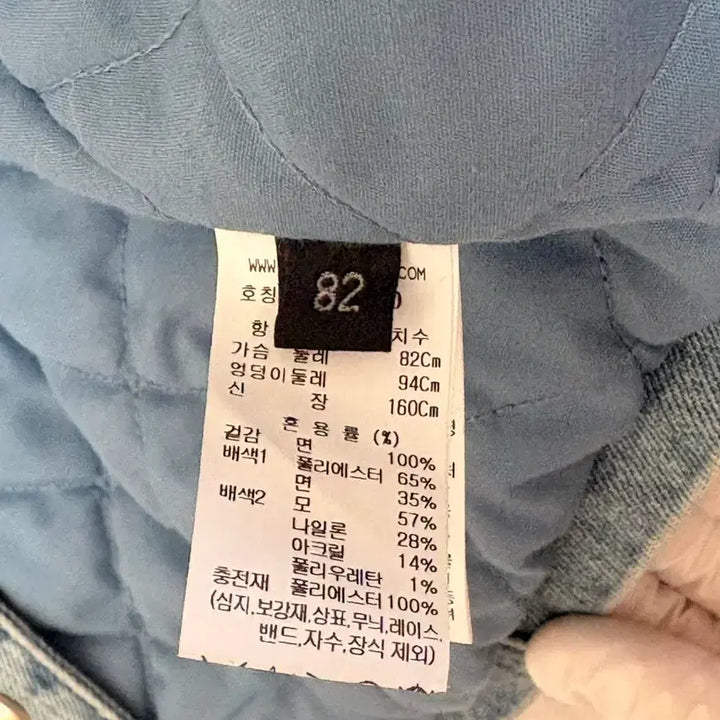 WWW
COM
82
호칭
0
항
치수
가슴 둘레 82Cm
엉덩이둘레 94Cm
신 장 160Cm
혼 용 률 (%)
겉감 면 100%
배색1 폴리에스터 65%
면 35%
배색2 모 57%
나일론 28%
아크릴 14%
폴리우레탄 1%
충전재 폴리에스터 100%
(심지,보강재,상표,무늬,레이스,
밴드,자수,장식 제외)